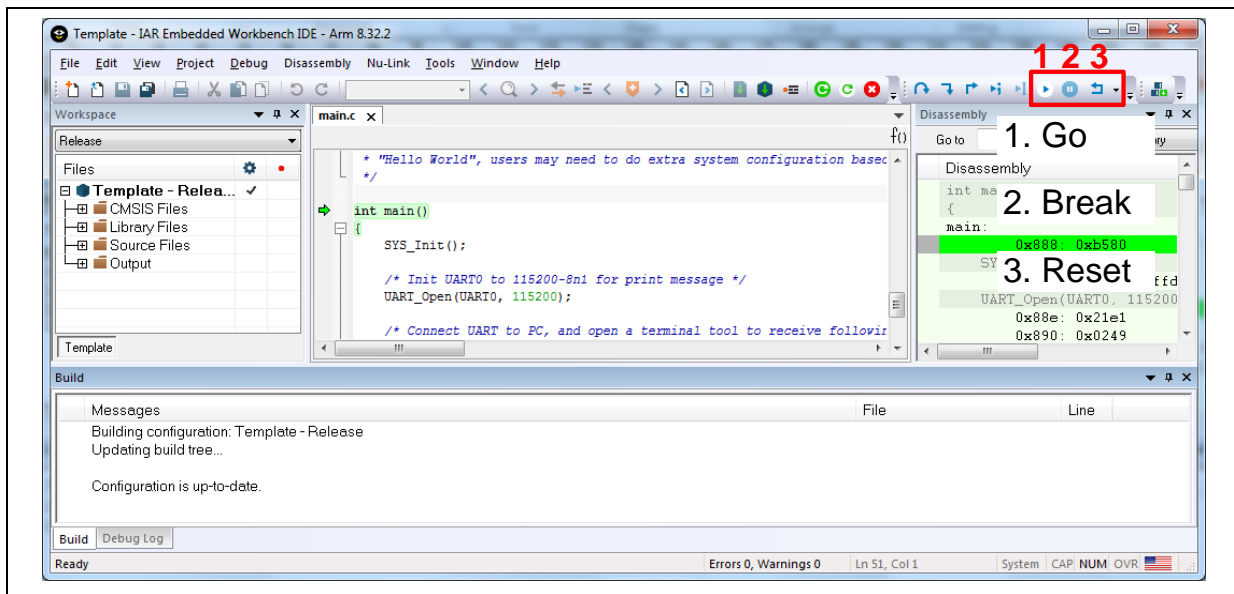 Template - IAR Embedded Workbench IDE - Arm 8.32.2
File Edit View Project Debug Disassembly Nu-Link Tools Window Help
1 2 3
Workspace
main.c
Disassembly
Release
f()
Go to
ry
1. Go
Files
* "Hello World", users may need to do extra system configuration based
*/
Disassembly
Template - Relea...
int ma
CMSIS Files
int main()
{
2. Break
Library Files
{
main:
Source Files
SYS_Init();
0x888: 0xb580
Output
SY
3. Reset
ffd
/* Init UART0 to 115200-8n1 for print message */
UART_Open(UART0, 115200);
UART_Open(UART0, 115200
0x88e: 0x21e1
/* Connect UART to PC, and open a terminal tool to receive followin
0x890: 0x0249
Template
Build
Messages File Line
Building configuration: Template - Release
Updating build tree...
Configuration is up-to-date.
Build Debug Log
Ready Errors 0, Warnings 0 Ln 51, Col 1 System CAP NUM OVR